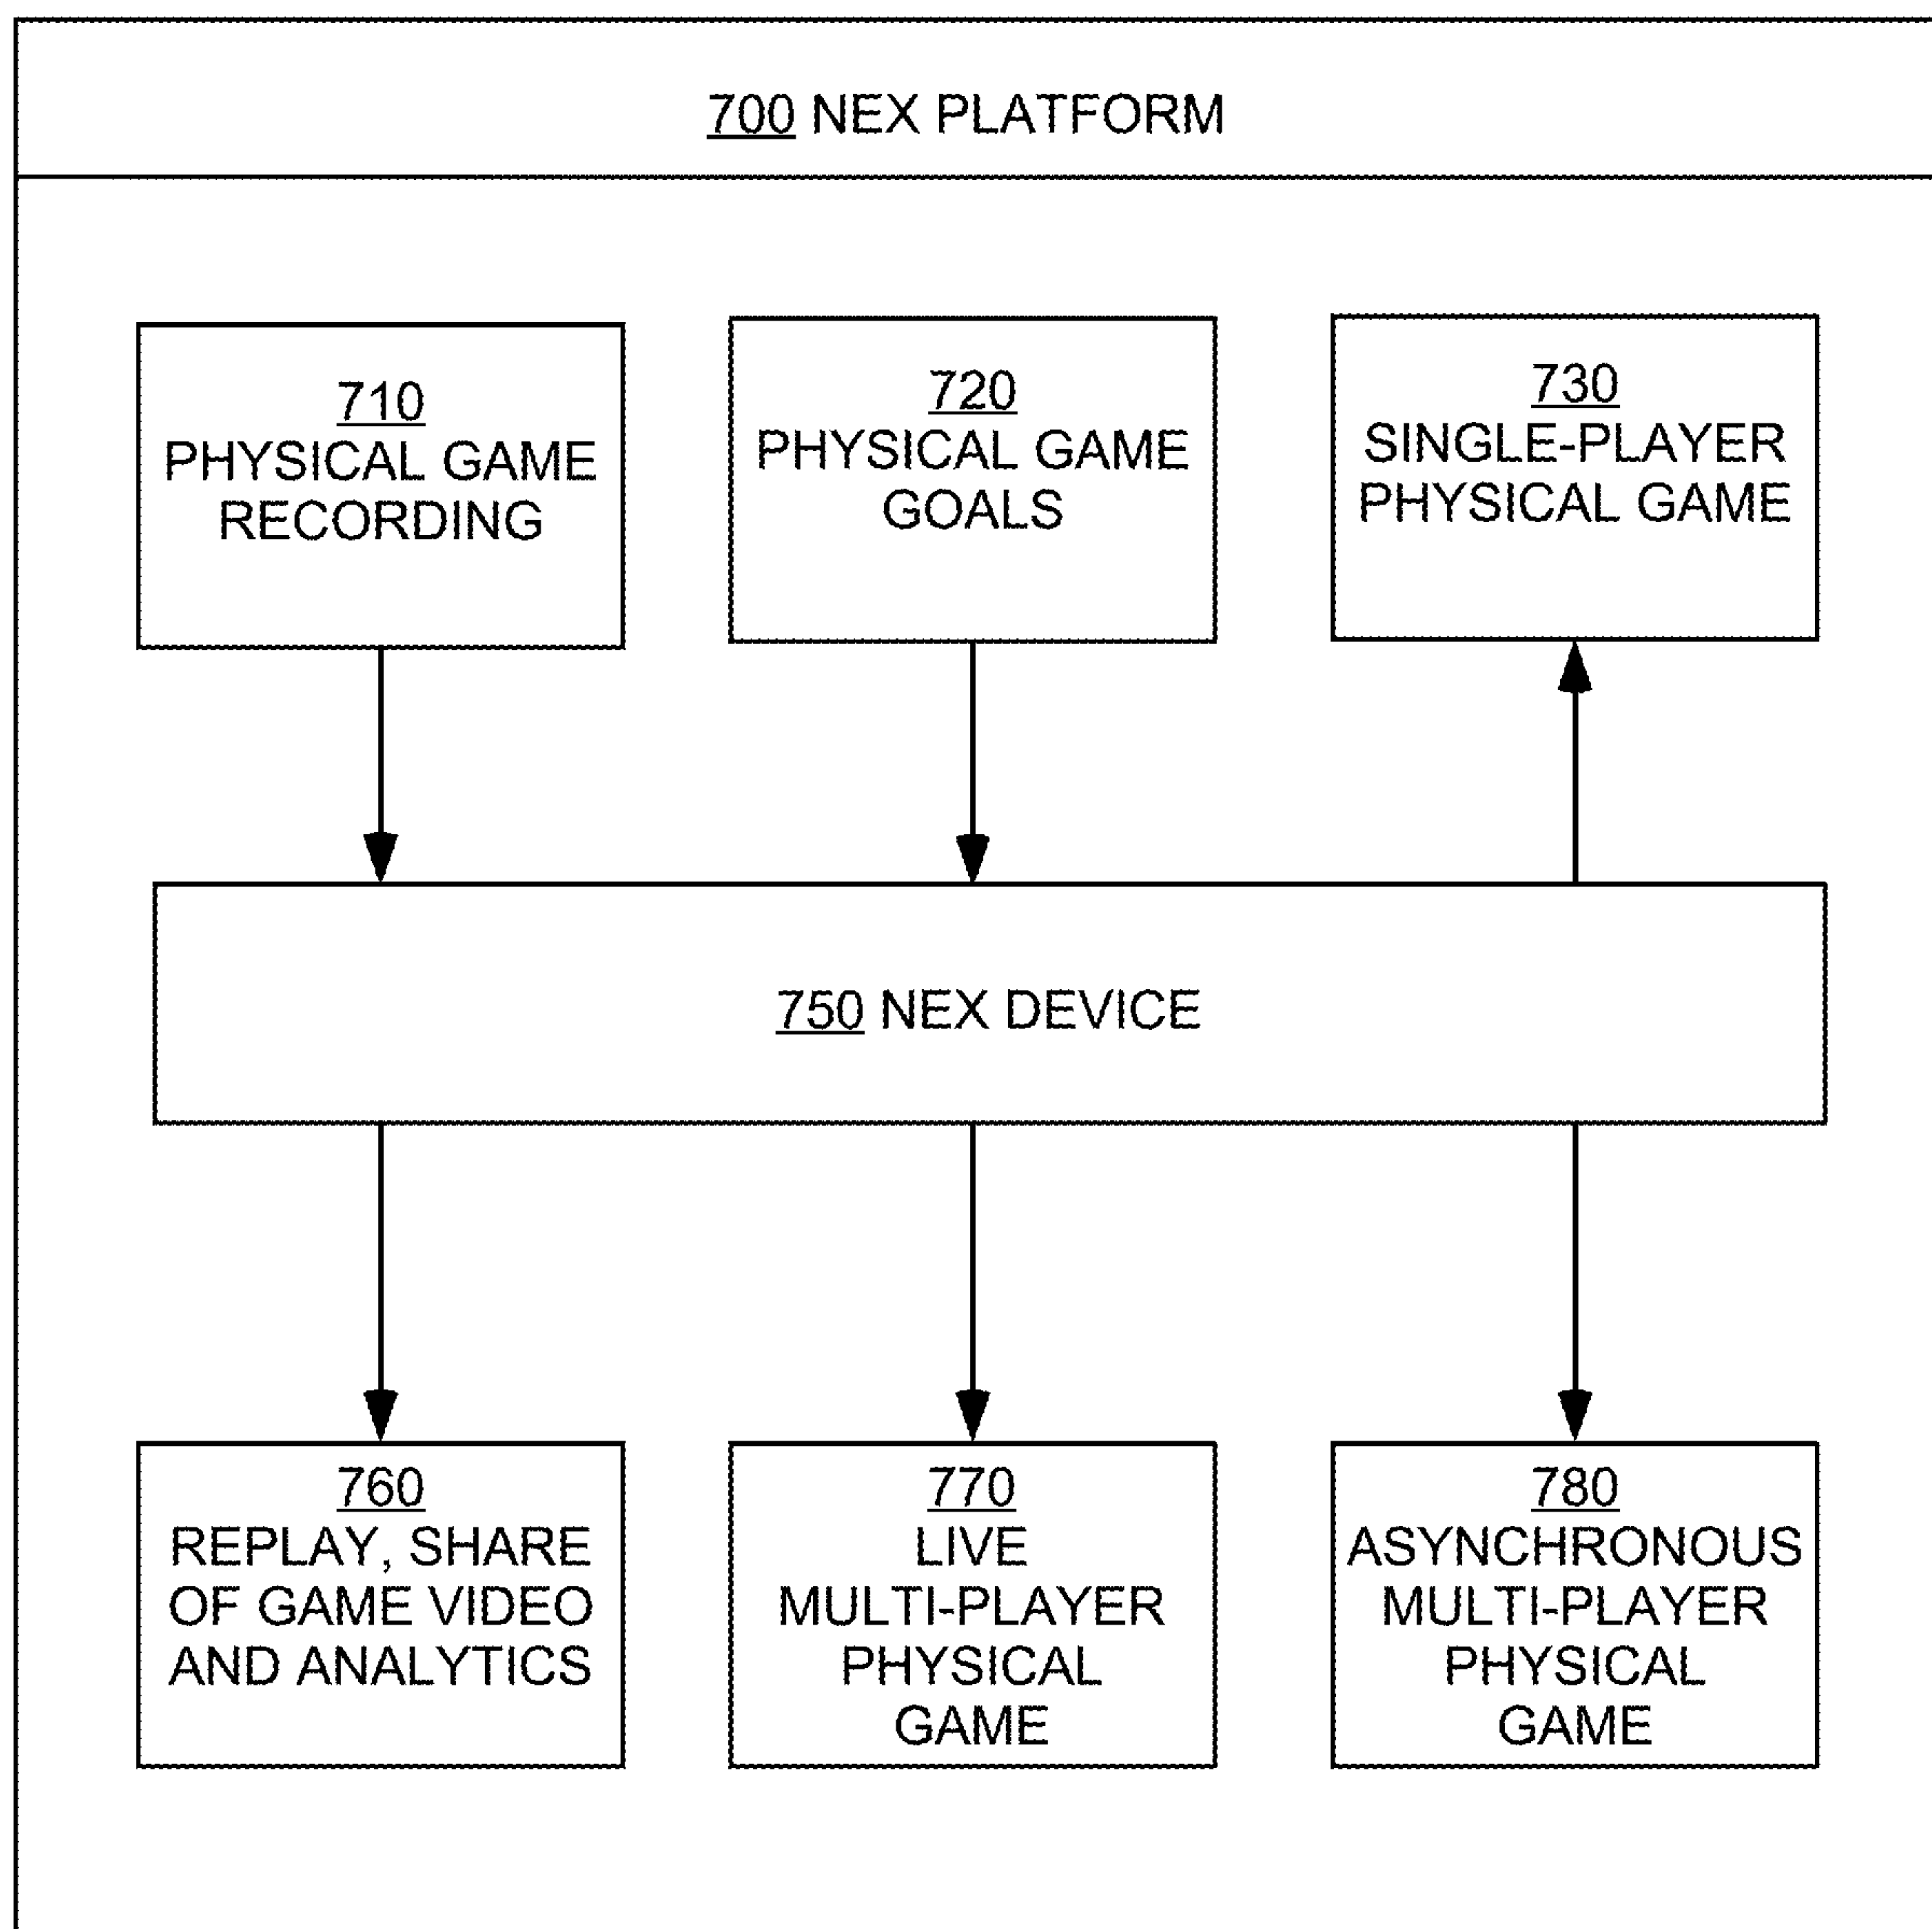 700 NEX PLATFORM
710
PHYSICAL GAME
RECORDING
720
PHYSICAL GAME
GOALS
730
SINGLE-PLAYER
PHYSICAL GAME
750 NEX DEVICE
760
REPLAY, SHARE
OF GAME VIDEO
AND ANALYTICS
770
LIVE
MULTI-PLAYER
PHYSICAL
GAME
780
ASYNCHRONOUS
MULTI-PLAYER
PHYSICAL
GAME